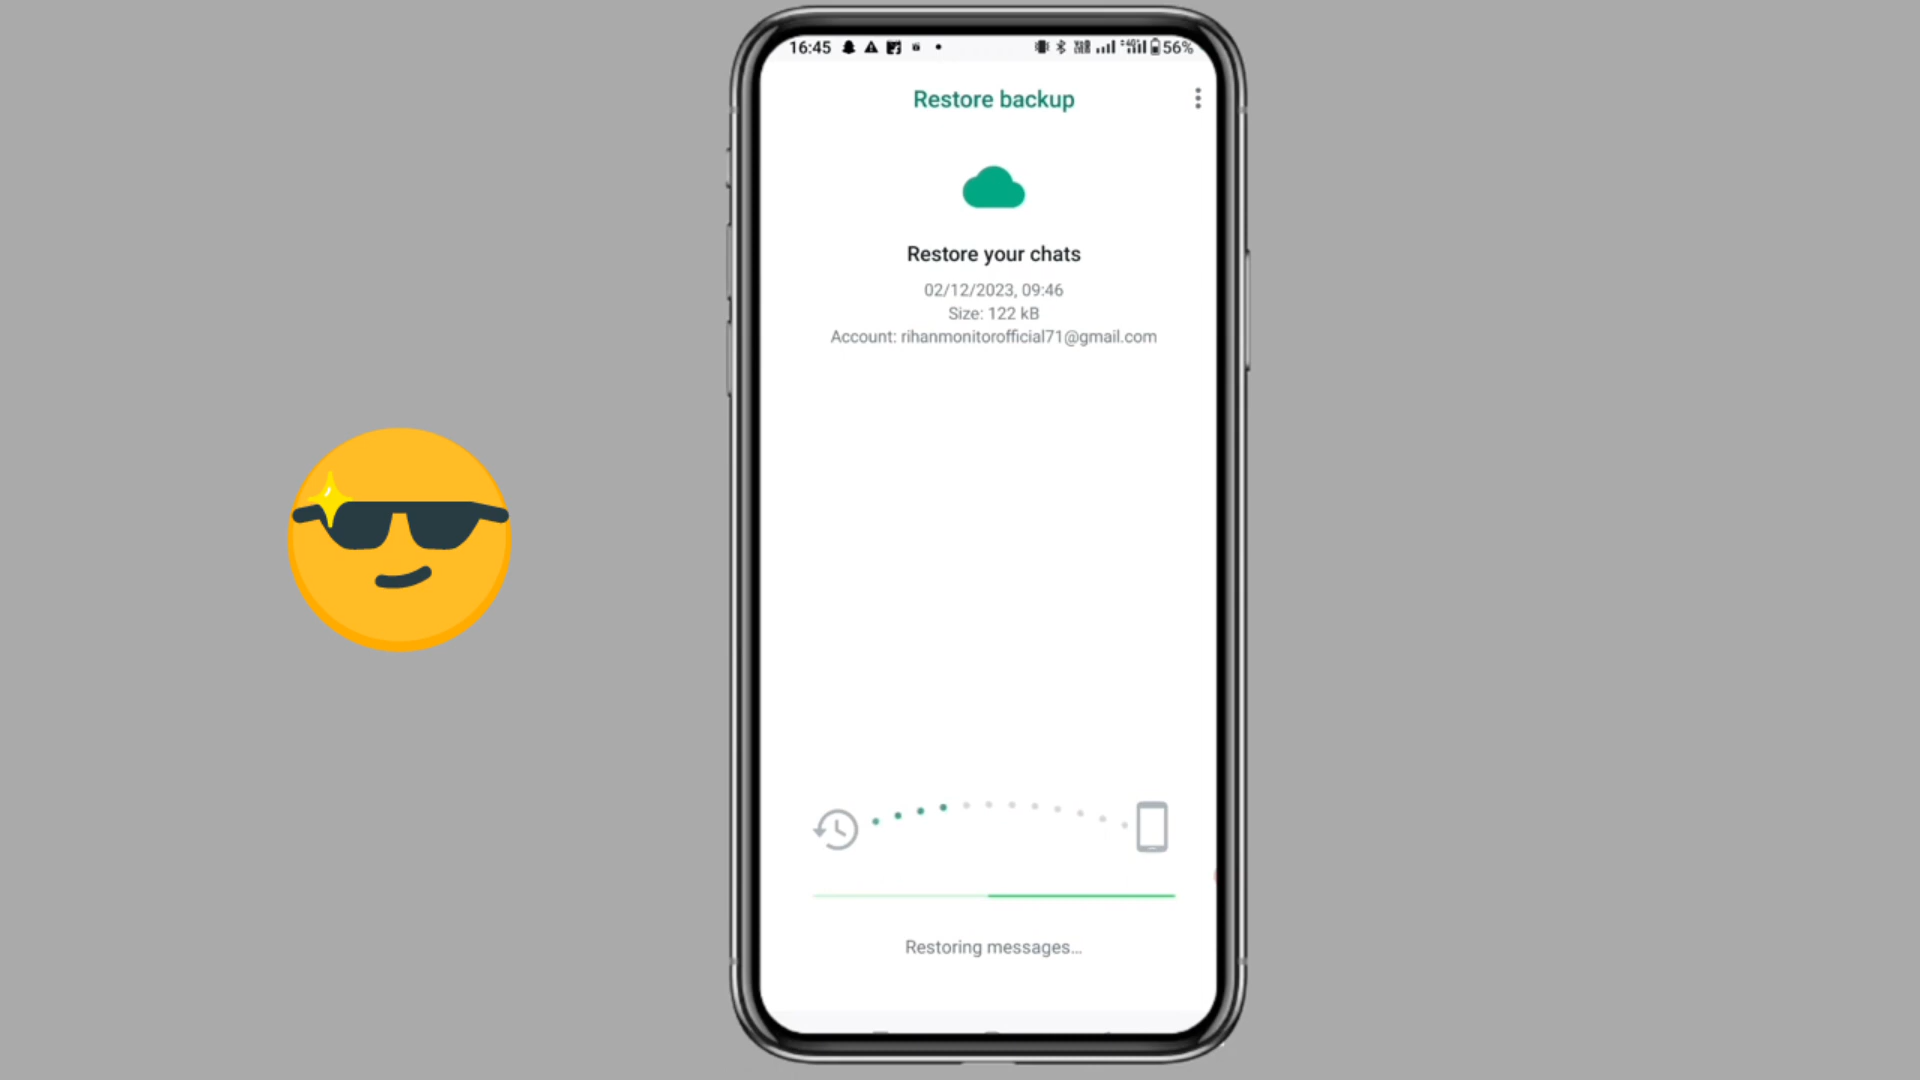 16:45
56%
Restore backup
Restore your chats
02/12/2023, 09:46
Size: 122 kB
Account: rihanmonitorofficial71@gmail.com
Restoring messages...